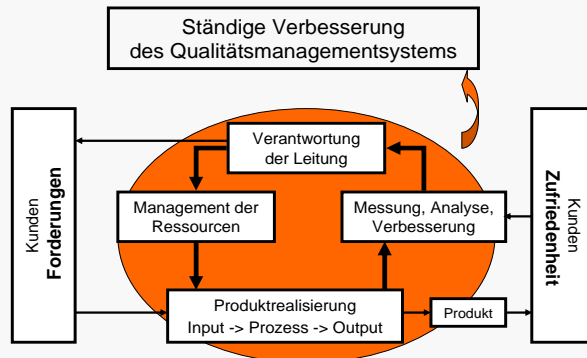 Ständige Verbesserung
des Qualitätsmanagementsystems
Verantwortung
der Leitung
Kunden
Forderungen
Management der
Ressourcen
Messung, Analyse,
Verbesserung
Kunden
Zufriedenheit
Produktrealisierung
Input -> Prozess -> Output
Produkt